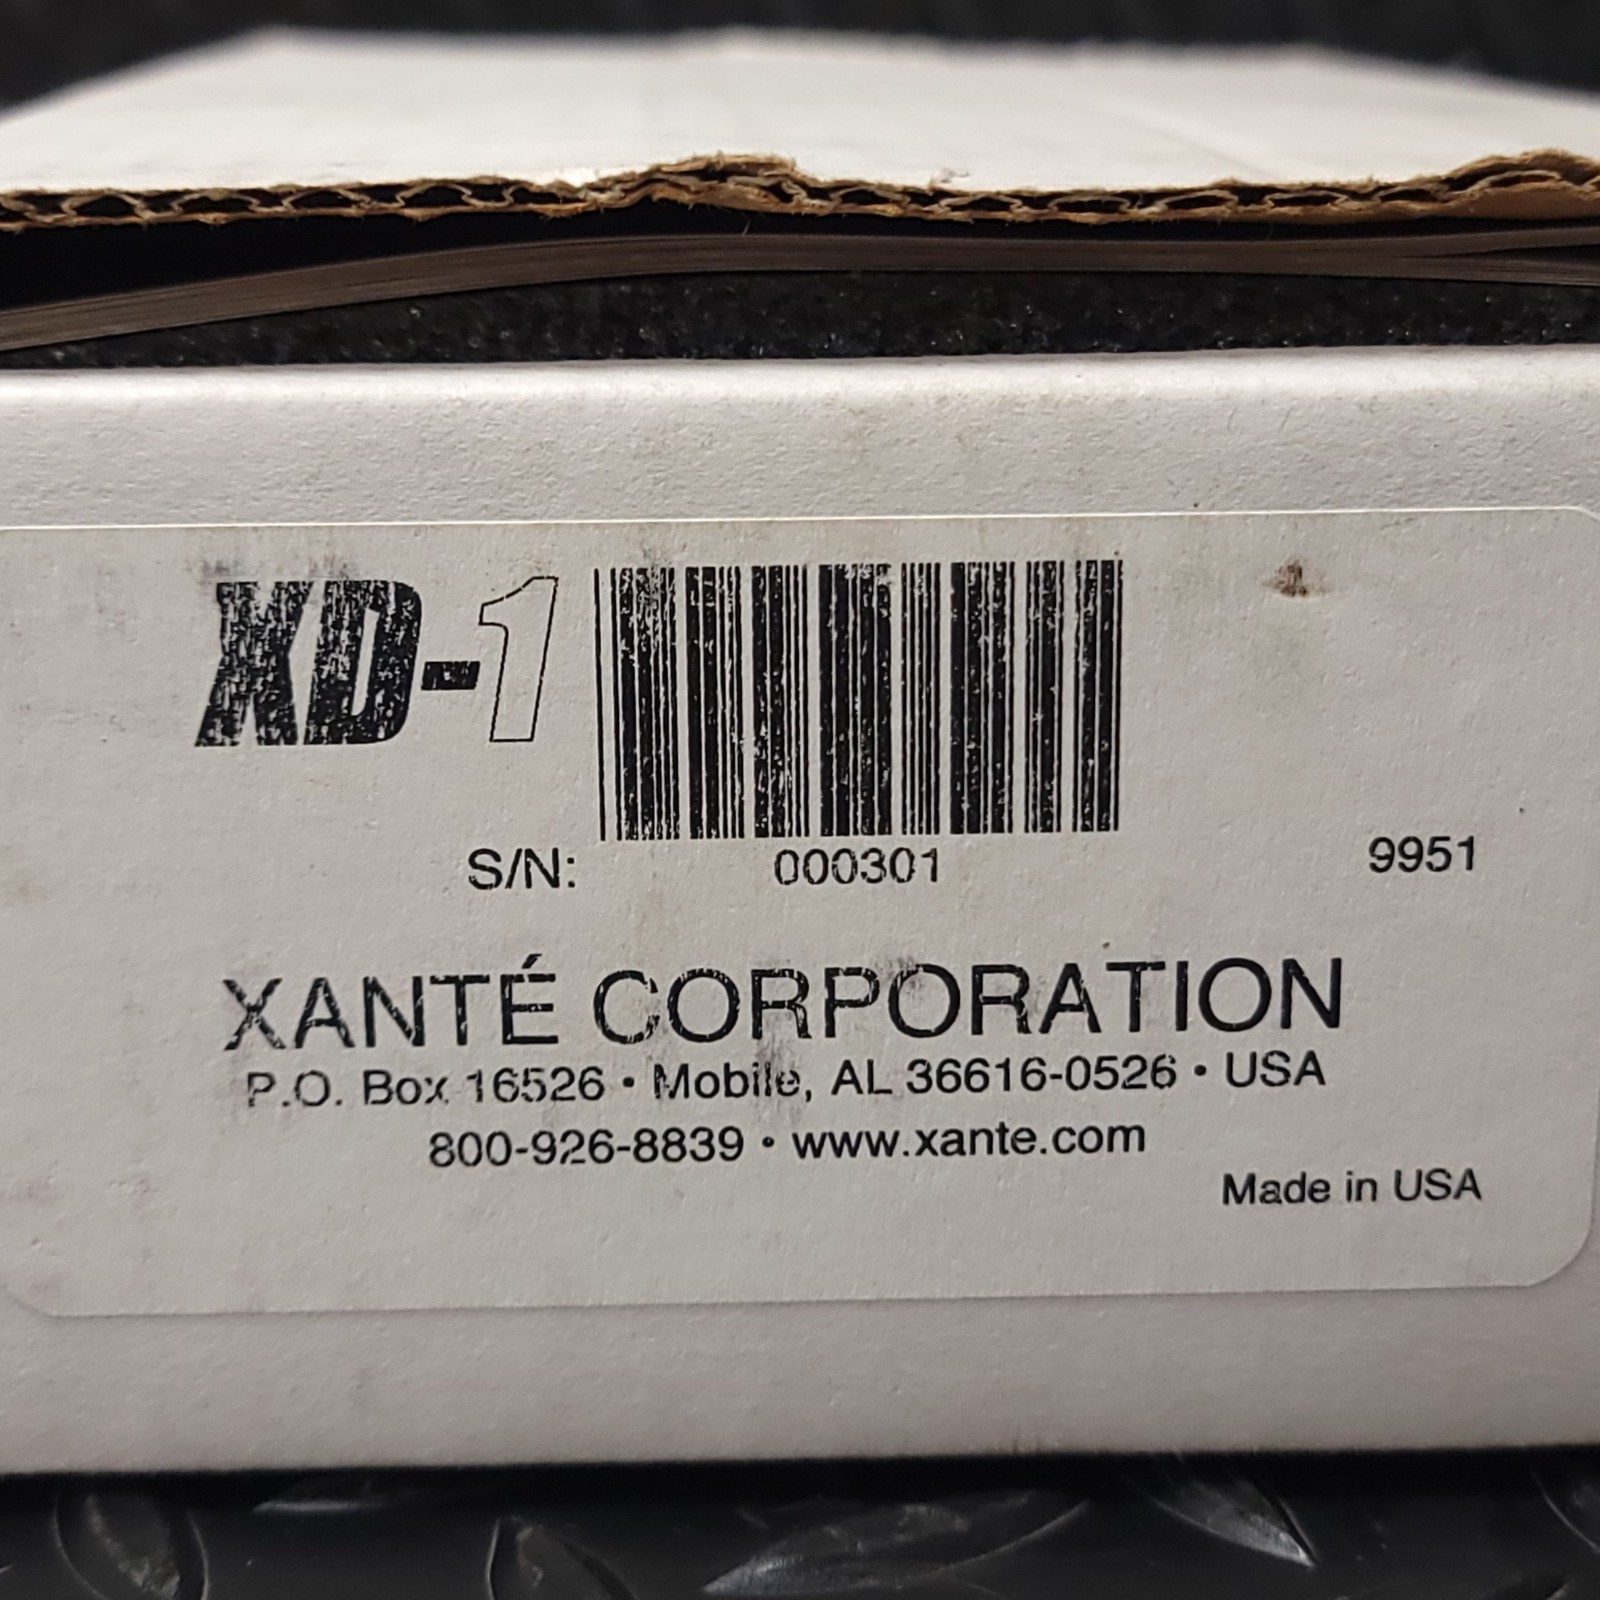 XD-1
S/N: 000301 9951
XANTÉ CORPORATION
P.O. Box 16526 • Mobile, AL 36616-0526 • USA
800-926-8839 • www.xante.com
Made in USA